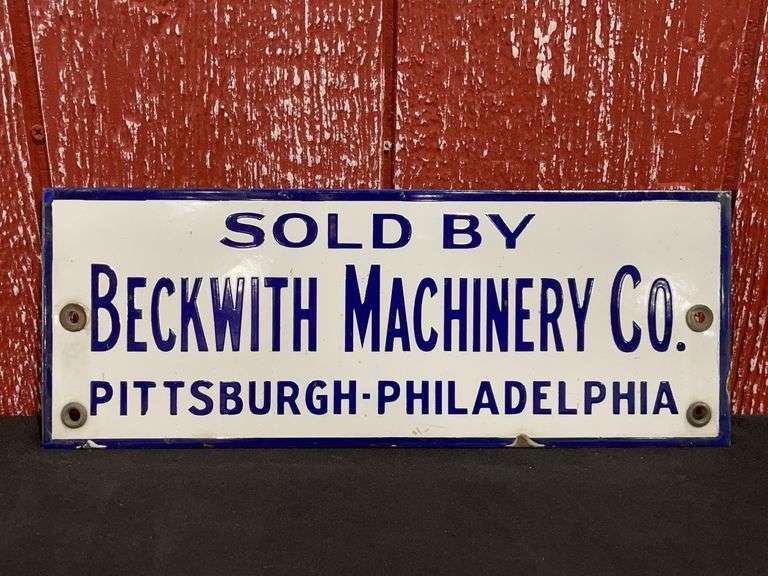 SOLD BY
BECKWITH MACHINERY CO.
PITTSBURGH-PHILADELPHIA